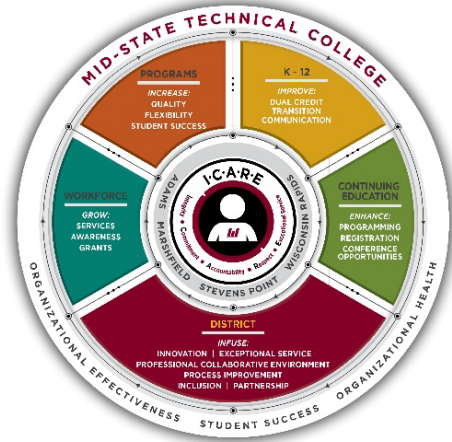 MID-STATE TECHNICAL COLLEGE
PROGRAMS
INCREASE:
QUALITY
FLEXIBILITY
STUDENT SUCCESS
K - 12
IMPROVE:
DUAL CREDIT
TRANSITION
COMMUNICATION
WORKFORCE
GROW:
SERVICES
AWARENESS
GRANTS
I·C·A·R·E
Integrity • Commitment • Accountability • Respect • Exceptional Service
ADAMS
MARSHFIELD
STEVENS POINT
WISCONSIN RAPIDS
CONTINUING
EDUCATION
ENHANCE:
PROGRAMMING
REGISTRATION
CONFERENCE
OPPORTUNITIES
DISTRICT
INFUSE:
INNOVATION | EXCEPTIONAL SERVICE
PROFESSIONAL COLLABORATIVE ENVIRONMENT
PROCESS IMPROVEMENT
INCLUSION | PARTNERSHIP
ORGANIZATIONAL EFFECTIVENESS
STUDENT SUCCESS
ORGANIZATIONAL HEALTH